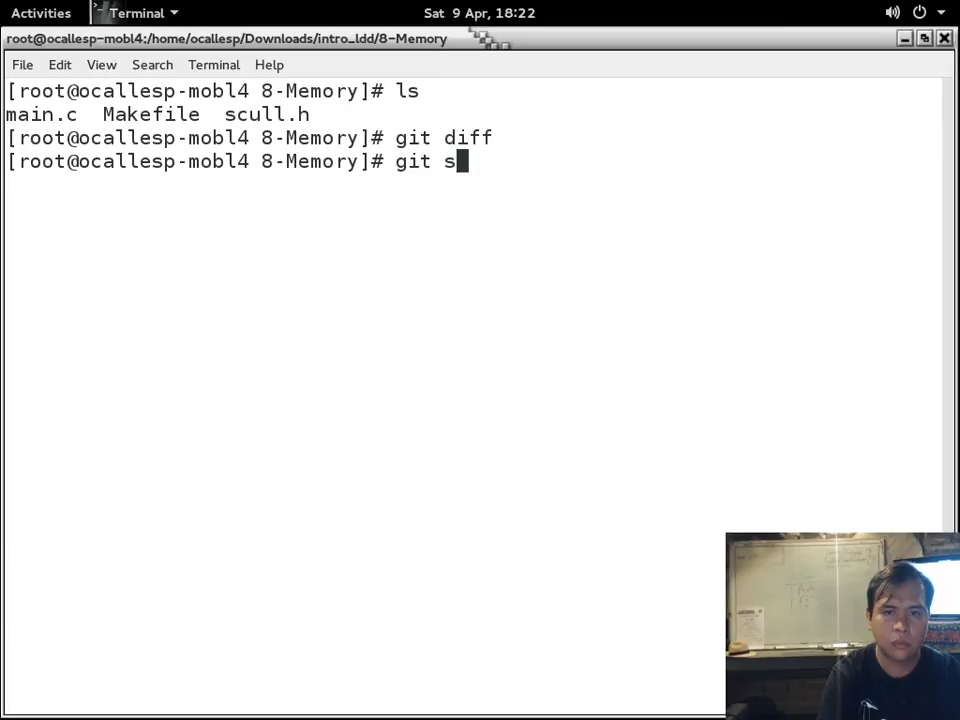 Activities Terminal Sat 9 Apr, 18:22
root@ocallesp-mobl4:/home/ocallesp/Downloads/intro_ldd/8-Memory
File Edit View Search Terminal Help
[root@ocallesp-mobl4 8-Memory]# ls
main.c Makefile scull.h
[root@ocallesp-mobl4 8-Memory]# git diff
[root@ocallesp-mobl4 8-Memory]# git s